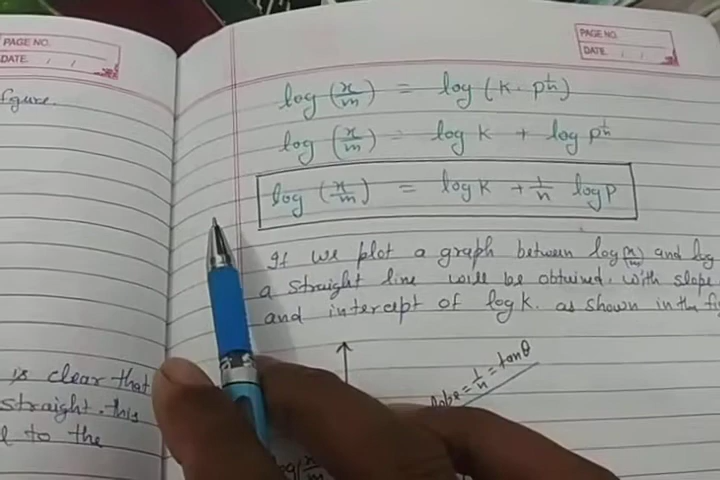 PAGE NO.
DATE / /
figure.
is clear that
straight. this
to the
PAGE NO.
DATE / /
log (x/m) = log (K. P^1/n)
log (x/m) = log K + log P^1/n
log (x/m) = log K + 1/n log P
If we plot a graph between log(x/m) and log
a straight line will be obtained, with slope
and intercept of log K. as shown in the
slope = 1/n = tanθ
log x/m